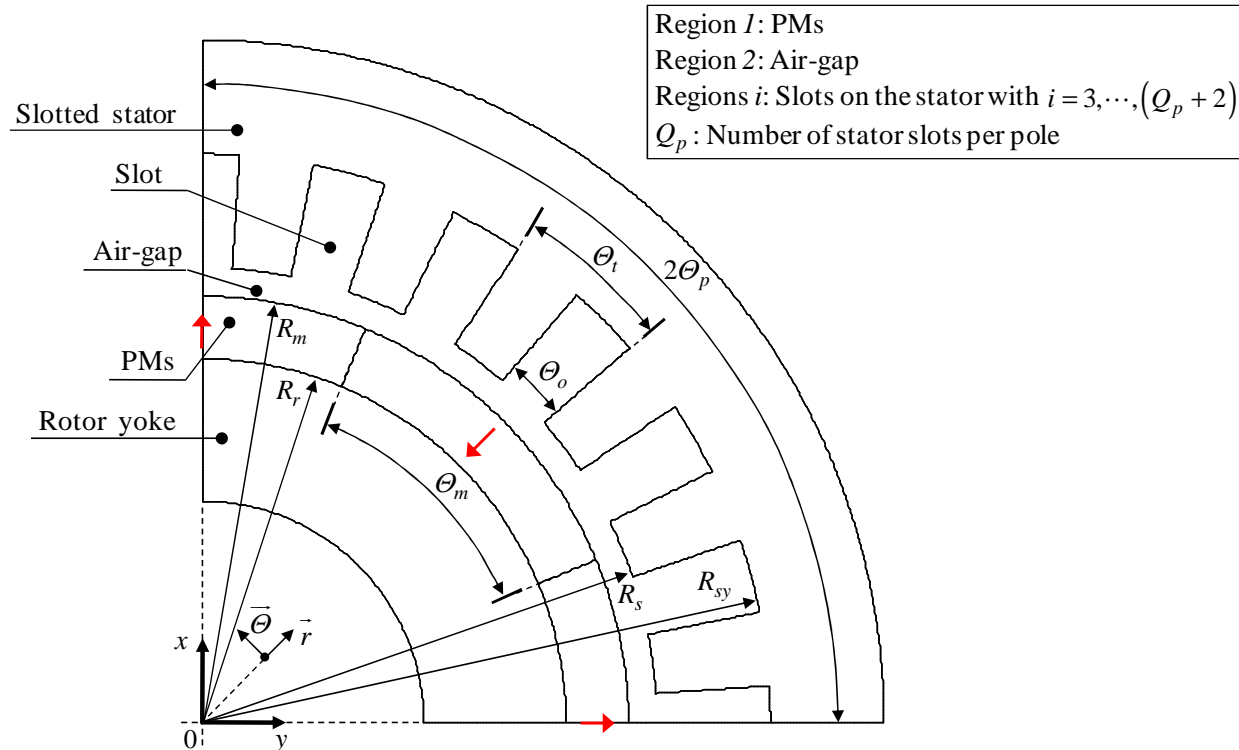 Region 1: PMs
Region 2: Air-gap
Regions i: Slots on the stator with i = 3,⋯,(Q_p + 2)
Q_p : Number of stator slots per pole
Slotted stator
Slot
Air-gap
PMs
Rotor yoke
Θ_t
2Θ_p
Θ_o
R_m
R_r
Θ_m
R_s
R_sy
Θ⃗
r⃗
x
0
y